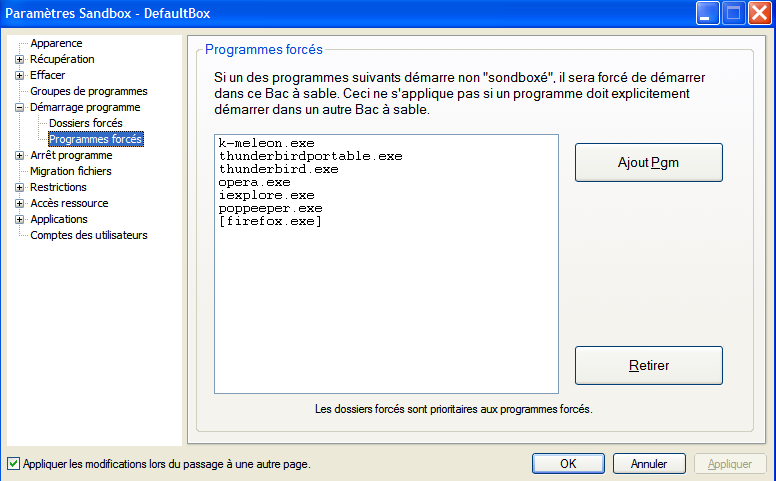 Paramètres Sandbox - DefaultBox
Apparence
Récupération
Effacer
Groupes de programmes
Démarrage programme
Dossiers forcés
Programmes forcés
Arrêt programme
Migration fichiers
Restrictions
Accès ressource
Applications
Comptes des utilisateurs
Programmes forcés
Si un des programmes suivants démarre non "sondboxé", il sera forcé de démarrer
dans ce Bac à sable. Ceci ne s'applique pas si un programme doit explicitement
démarrer dans un autre Bac à sable.
k-meleon.exe
thunderbirdportable.exe
thunderbird.exe
opera.exe
iexplore.exe
poppeeper.exe
[firefox.exe]
Ajout Pgm
Retirer
Les dossiers forcés sont prioritaires aux programmes forcés.
Appliquer les modifications lors du passage à une autre page.
OK
Annuler
Appliquer